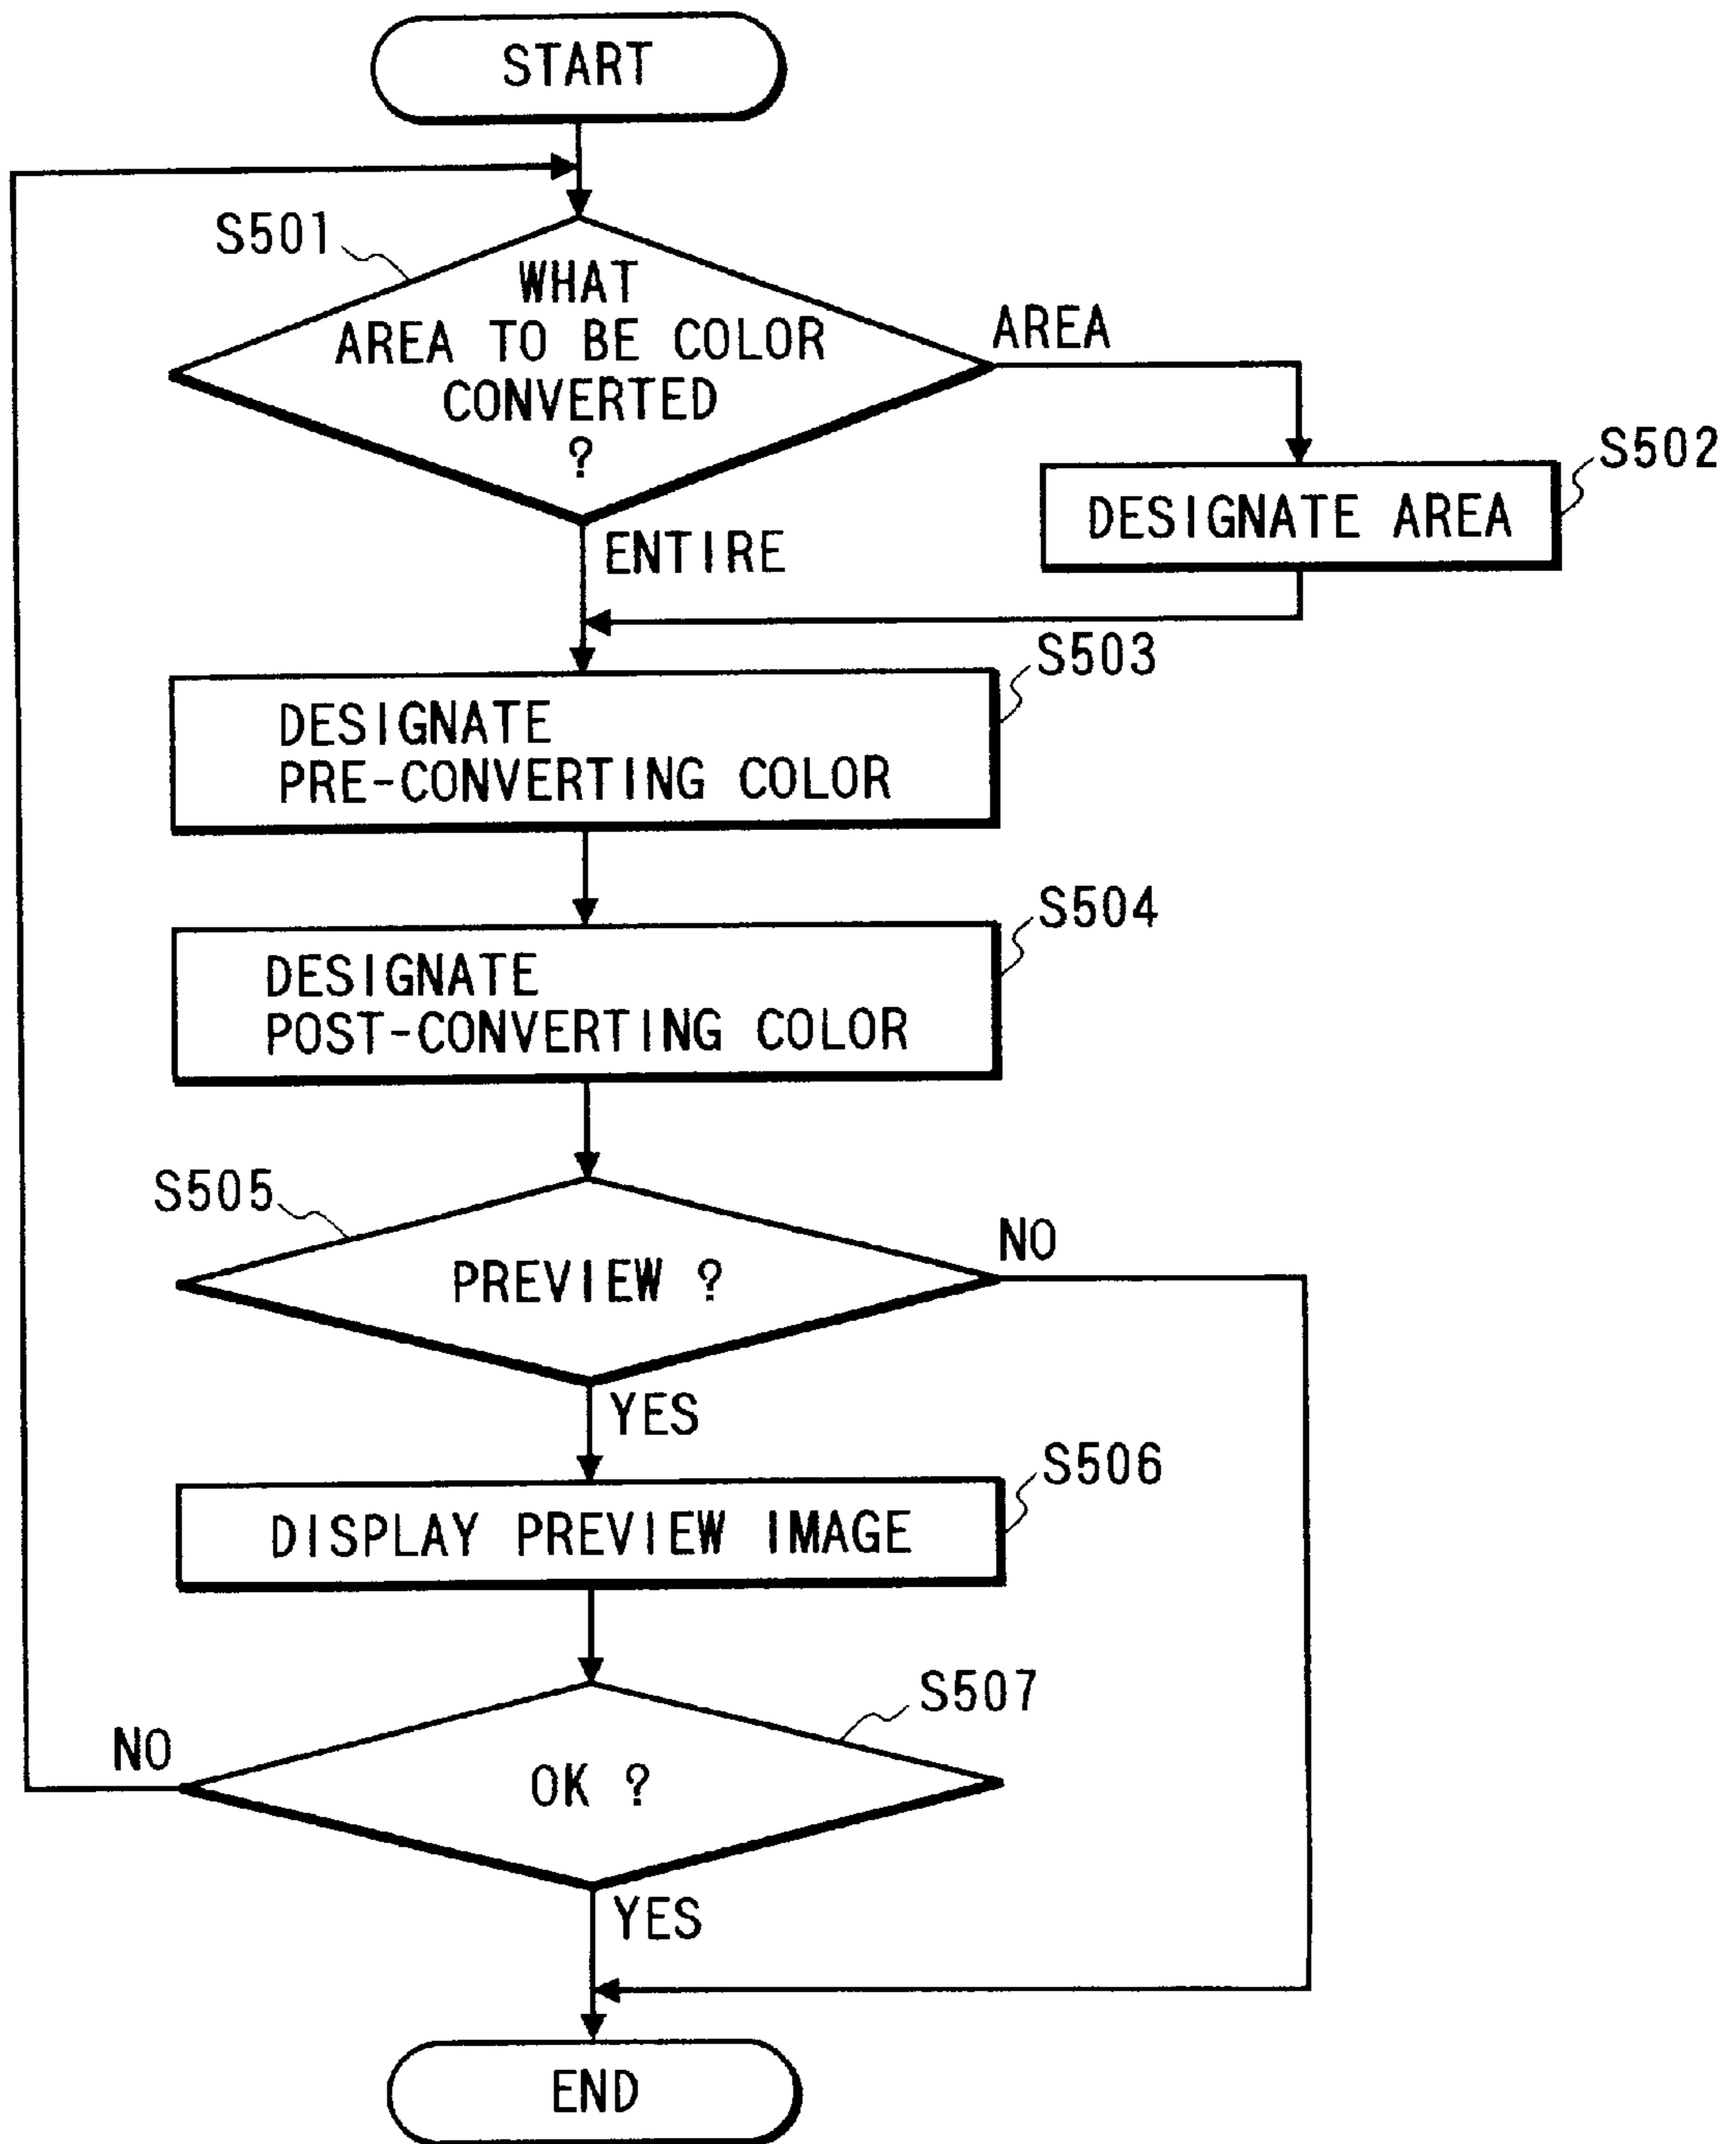 START
S501
WHAT
AREA TO BE COLOR
CONVERTED
?
AREA
S502
DESIGNATE AREA
ENTIRE
S503
DESIGNATE
PRE-CONVERTING COLOR
S504
DESIGNATE
POST-CONVERTING COLOR
S505
PREVIEW ?
NO
YES
S506
DISPLAY PREVIEW IMAGE
S507
NO
OK ?
YES
END